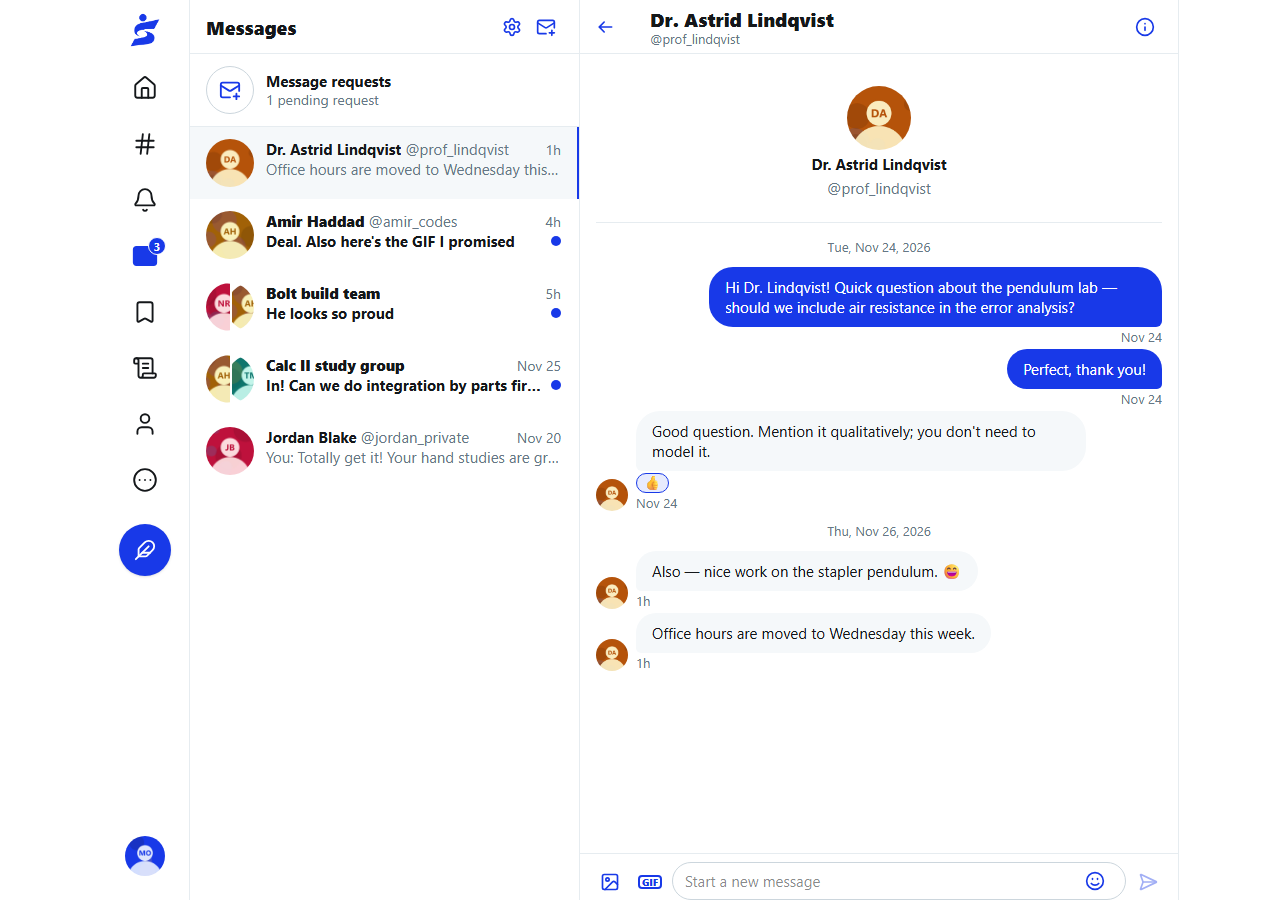 3
MO
Messages
Message requests
1 pending request
DA
Dr. Astrid Lindqvist @prof_lindqvist 1h
Office hours are moved to Wednesday this…
AH
Amir Haddad @amir_codes 4h
Deal. Also here's the GIF I promised
NR AH
Bolt build team 5h
He looks so proud
AH
Calc II study group Nov 25
In! Can we do integration by parts fir…
JB
Jordan Blake @jordan_private Nov 20
You: Totally get it! Your hand studies are gr…
Dr. Astrid Lindqvist
@prof_lindqvist
DA
Dr. Astrid Lindqvist
@prof_lindqvist
Tue, Nov 24, 2026
Hi Dr. Lindqvist! Quick question about the pendulum lab —
should we include air resistance in the error analysis?
Nov 24
Perfect, thank you!
Nov 24
Good question. Mention it qualitatively; you don't need to
model it.
👍
DA
Nov 24
Thu, Nov 26, 2026
Also — nice work on the stapler pendulum. 😄
DA
1h
Office hours are moved to Wednesday this week.
DA
1h
GIF
Start a new message